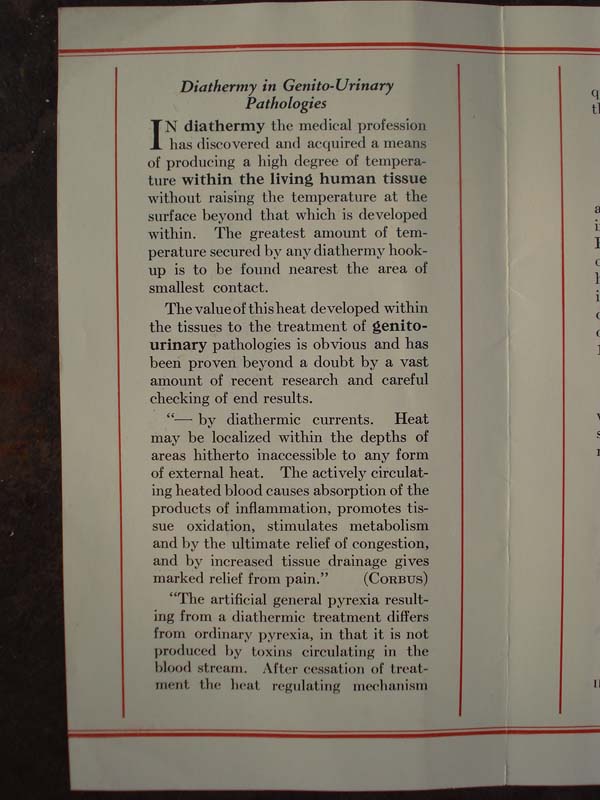 Diathermy in Genito-Urinary
Pathologies
IN diathermy the medical profession
has discovered and acquired a means
of producing a high degree of tempera-
ture within the living human tissue
without raising the temperature at the
surface beyond that which is developed
within. The greatest amount of tem-
perature secured by any diathermy hook-
up is to be found nearest the area of
smallest contact.
The value of this heat developed within
the tissues to the treatment of genito-
urinary pathologies is obvious and has
been proven beyond a doubt by a vast
amount of recent research and careful
checking of end results.
"— by diathermic currents. Heat
may be localized within the depths of
areas hitherto inaccessible to any form
of external heat. The actively circulat-
ing heated blood causes absorption of the
products of inflammation, promotes tis-
sue oxidation, stimulates metabolism
and by the ultimate relief of congestion,
and by increased tissue drainage gives
marked relief from pain." (CORBUS)
"The artificial general pyrexia result-
ing from a diathermic treatment differs
from ordinary pyrexia, in that it is not
produced by toxins circulating in the
blood stream. After cessation of treat-
ment the heat regulating mechanism